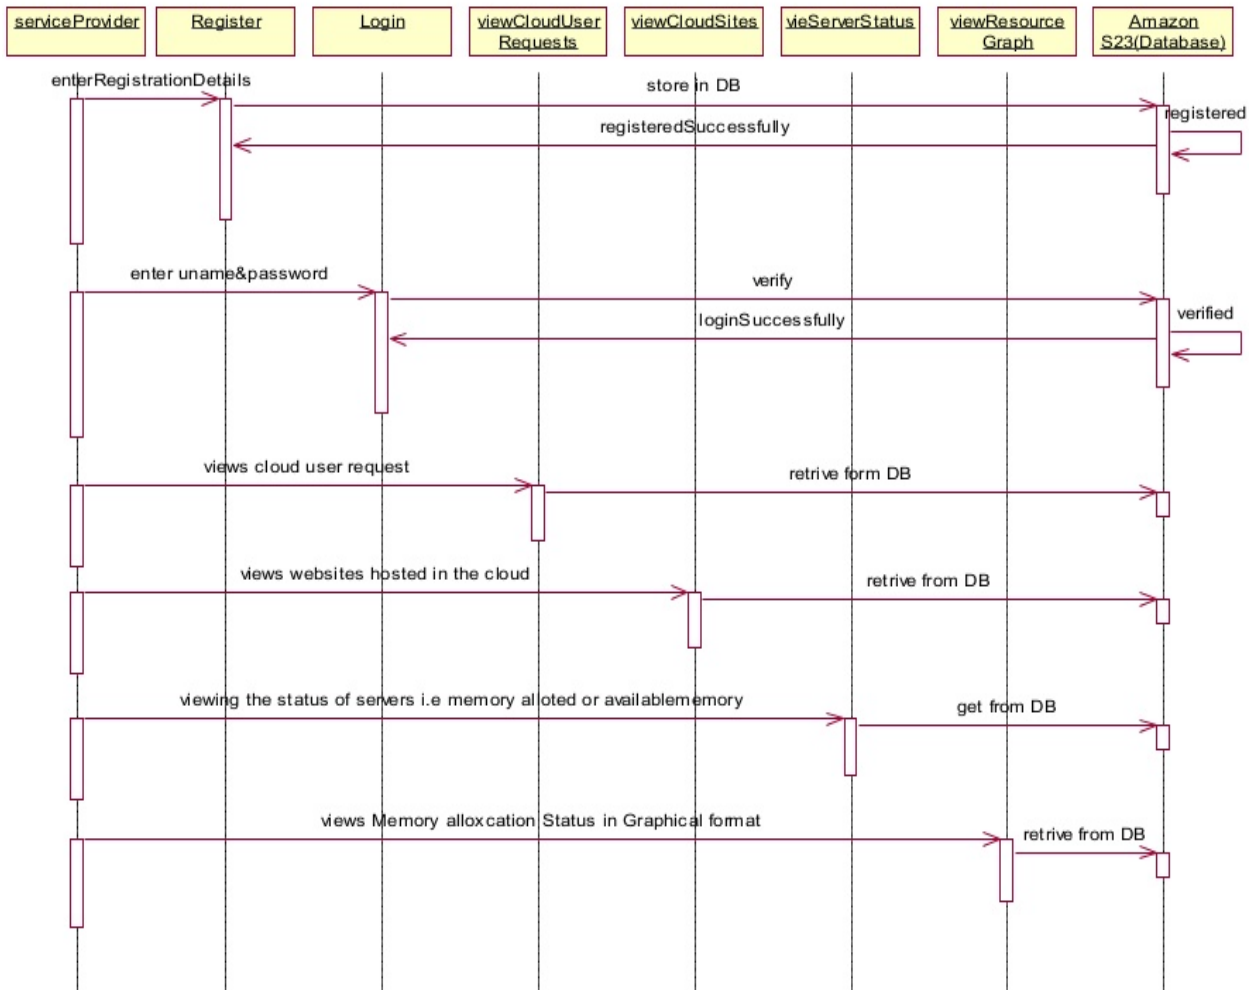 serviceProvider
Register
Login
viewCloudUser
Requests
viewCloudSites
vieServerStatus
viewResource
Graph
Amazon
S23(Database)
enterRegistrationDetails
store in DB
registered
registeredSuccessfully
enter uname&password
verify
verified
loginSuccessfully
views cloud user request
retrive form DB
views websites hosted in the cloud
retrive from DB
viewing the status of servers i.e memory alloted or availablememory
get from DB
views Memory alloxcation Status in Graphical format
retrive from DB